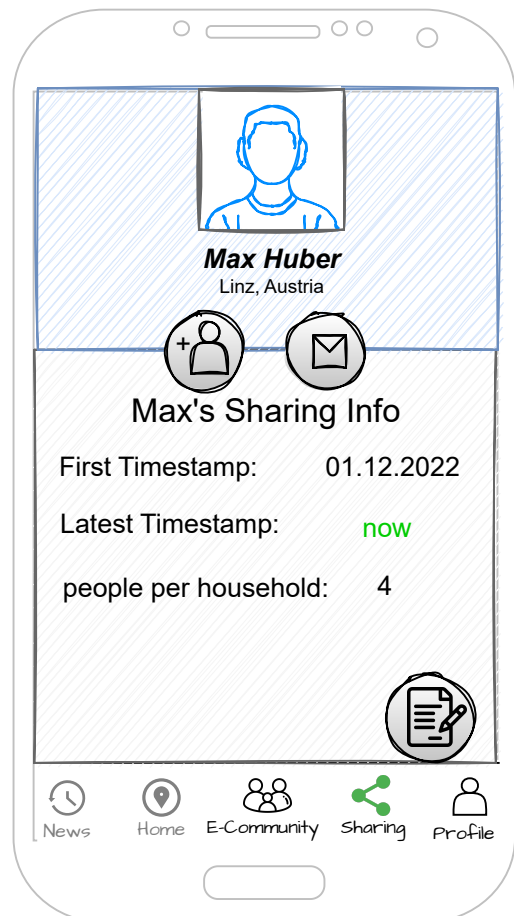 Max Huber
Linz, Austria
+
Max's Sharing Info
First Timestamp: 01.12.2022
Latest Timestamp: now
people per household: 4
News Home E-Community Sharing Profile